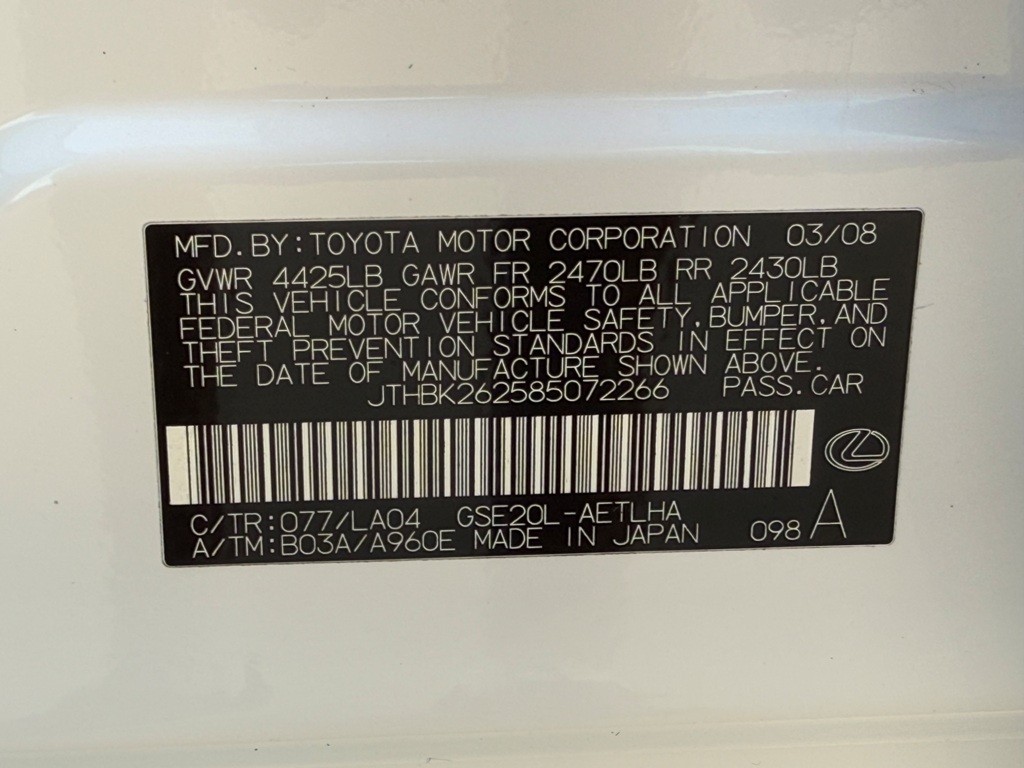 MFD.BY:TOYOTA MOTOR CORPORATION 03/08
GVWR 4425LB GAWR FR 2470LB RR 2430LB
THIS VEHICLE CONFORMS TO ALL APPLICABLE
FEDERAL MOTOR VEHICLE SAFETY,BUMPER,AND
THEFT PREVENTION STANDARDS IN EFFECT ON
THE DATE OF MANUFACTURE SHOWN ABOVE.
JTHBK262585072266 PASS.CAR
C/TR:077/LA04 GSE20L-AETLHA
A/TM:B03A/A960E MADE IN JAPAN 098 A